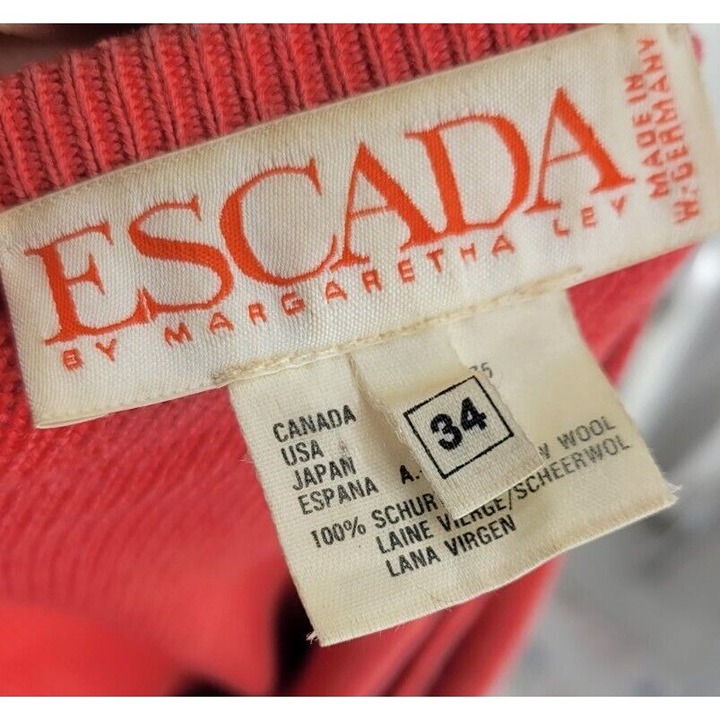 ESCADA
BY MARGARETHA LEY
MADE IN
W.-GERMANY
34
CANADA
USA
JAPAN
ESPANA
WOOL
100% SCHUR
LAINE VIERGE/SCHEERWOL
LANA VIRGEN